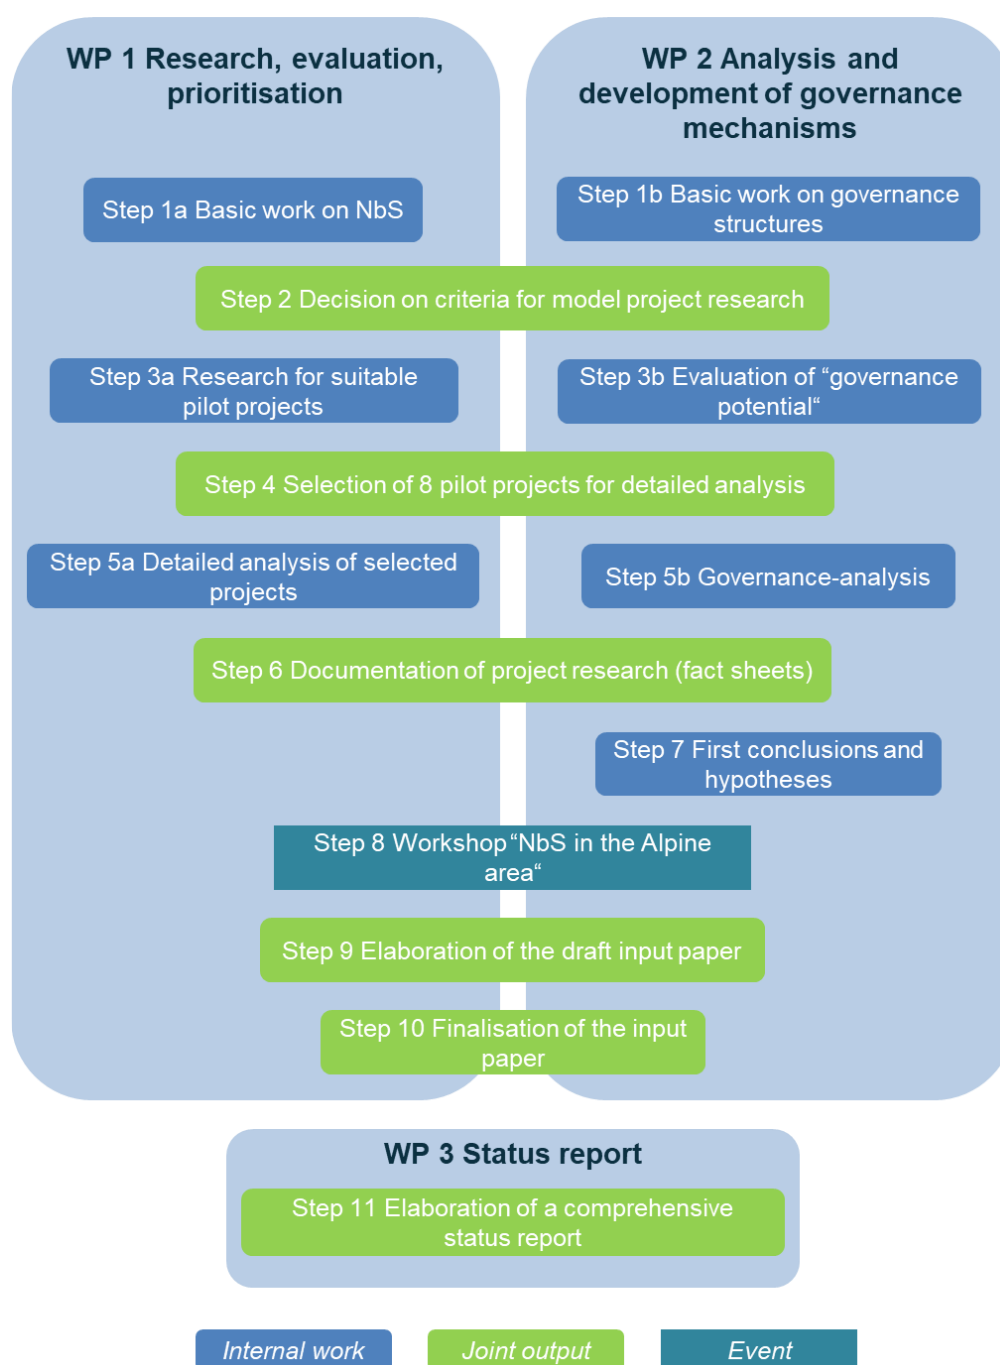 WP 1 Research, evaluation,
prioritisation
WP 2 Analysis and
development of governance
mechanisms
Step 1a Basic work on NbS
Step 1b Basic work on governance
structures
Step 2 Decision on criteria for model project research
Step 3a Research for suitable
pilot projects
Step 3b Evaluation of “governance
potential“
Step 4 Selection of 8 pilot projects for detailed analysis
Step 5a Detailed analysis of selected
projects
Step 5b Governance-analysis
Step 6 Documentation of project research (fact sheets)
Step 7 First conclusions and
hypotheses
Step 8 Workshop “NbS in the Alpine
area“
Step 9 Elaboration of the draft input paper
Step 10 Finalisation of the input
paper
WP 3 Status report
Step 11 Elaboration of a comprehensive
status report
Internal work
Joint output
Event